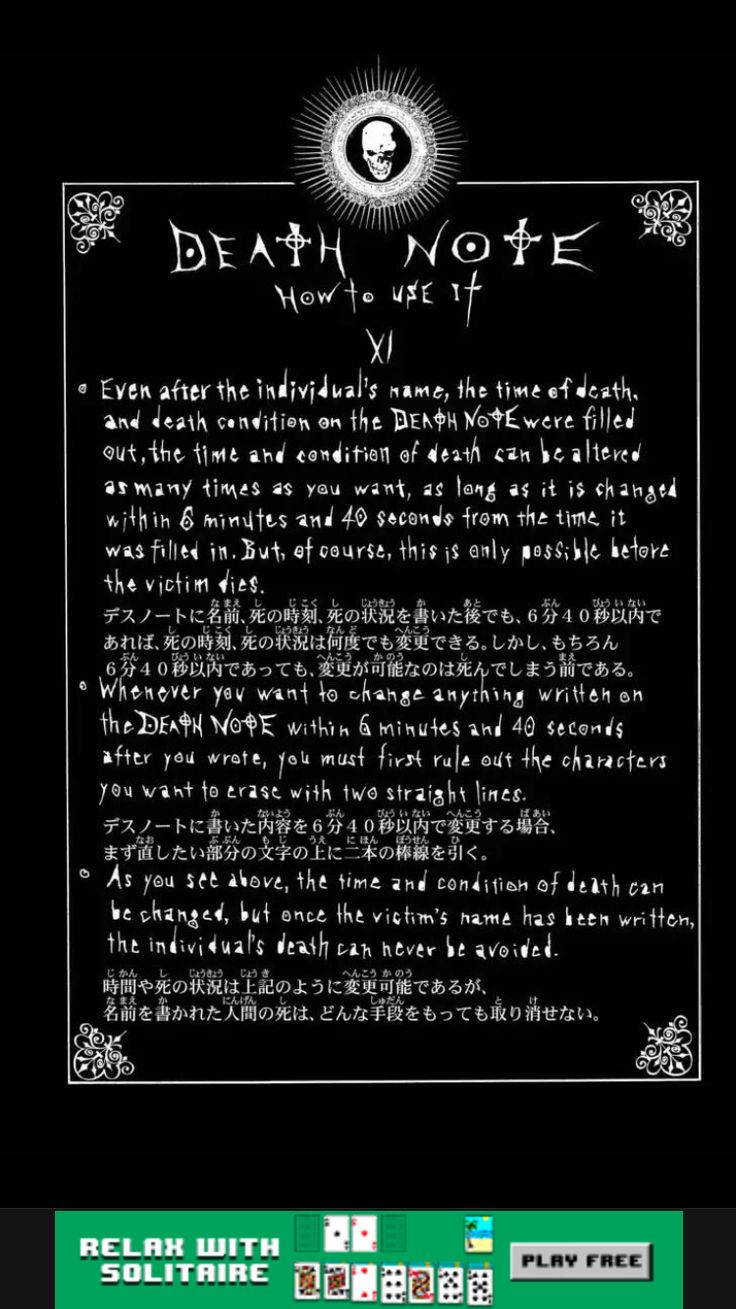 DEATH NOTE
HOW to USE IT
XI
Even after the individual's name, the time of death,
and death condition on the DEATH NOTE were filled
out, the time and condition of death can be altered
as many times as you want, as long as it is changed
within 6 minutes and 40 seconds from the time it
was filled in. But, of course, this is only possible before
the victim dies.
デスノートに名前、死の時刻、死の状況を書いた後でも、6分40秒以内で
あれば、死の時刻、死の状況は何度でも変更できる。しかし、もちろん
6分40秒以内であっても、変更が可能なのは死んでしまう前である。
Whenever you want to change anything written on
the DEATH NOTE within 6 minutes and 40 seconds
after you wrote, you must first rule out the characters
you want to erase with two straight lines.
デスノートに書いた内容を6分40秒以内で変更する場合、
まず直したい部分の文字の上に二本の棒線を引く。
As you see above, the time and condition of death can
be changed, but once the victim's name has been written,
the individual's death can never be avoided.
時間や死の状況は上記のように変更可能であるが、
名前を書かれた人間の死は、どんな手段をもっても取り消せない。
RELAX WITH
SOLITAIRE
PLAY FREE